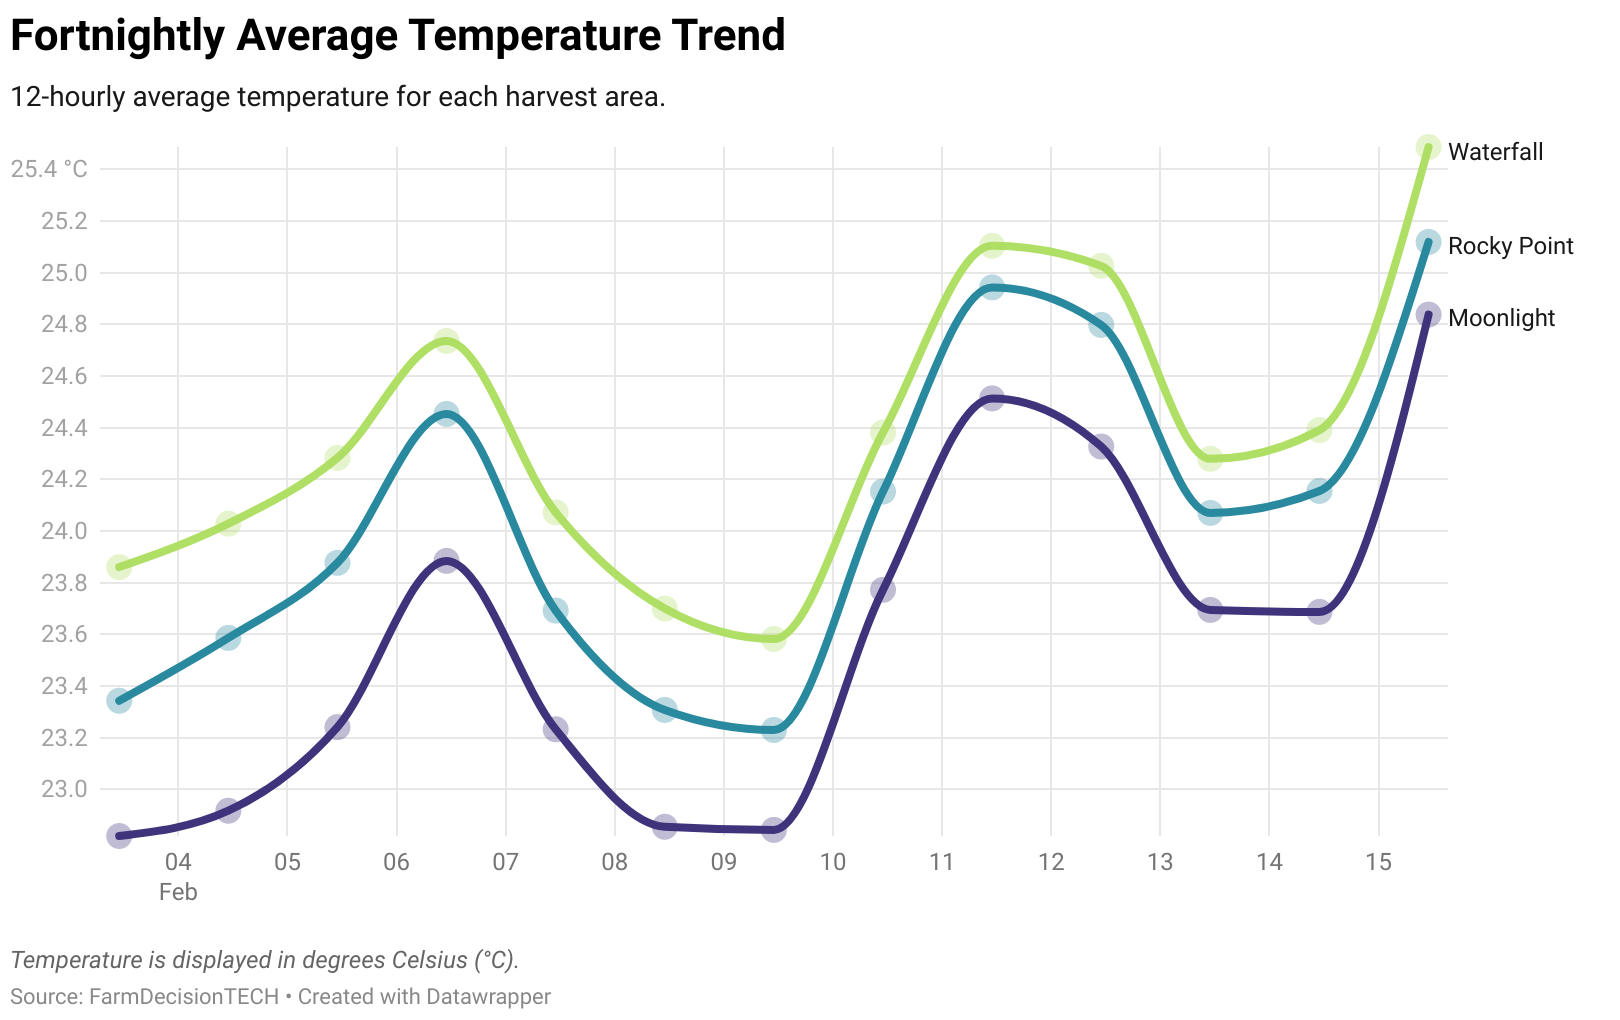 Fortnightly Average Temperature Trend
12-hourly average temperature for each harvest area.
25.4 °C
25.2
25.0
24.8
24.6
24.4
24.2
24.0
23.8
23.6
23.4
23.2
23.0
Waterfall
Rocky Point
Moonlight
04 05 06 07 08 09 10 11 12 13 14 15
Feb
Temperature is displayed in degrees Celsius (°C).
Source: FarmDecisionTECH • Created with Datawrapper